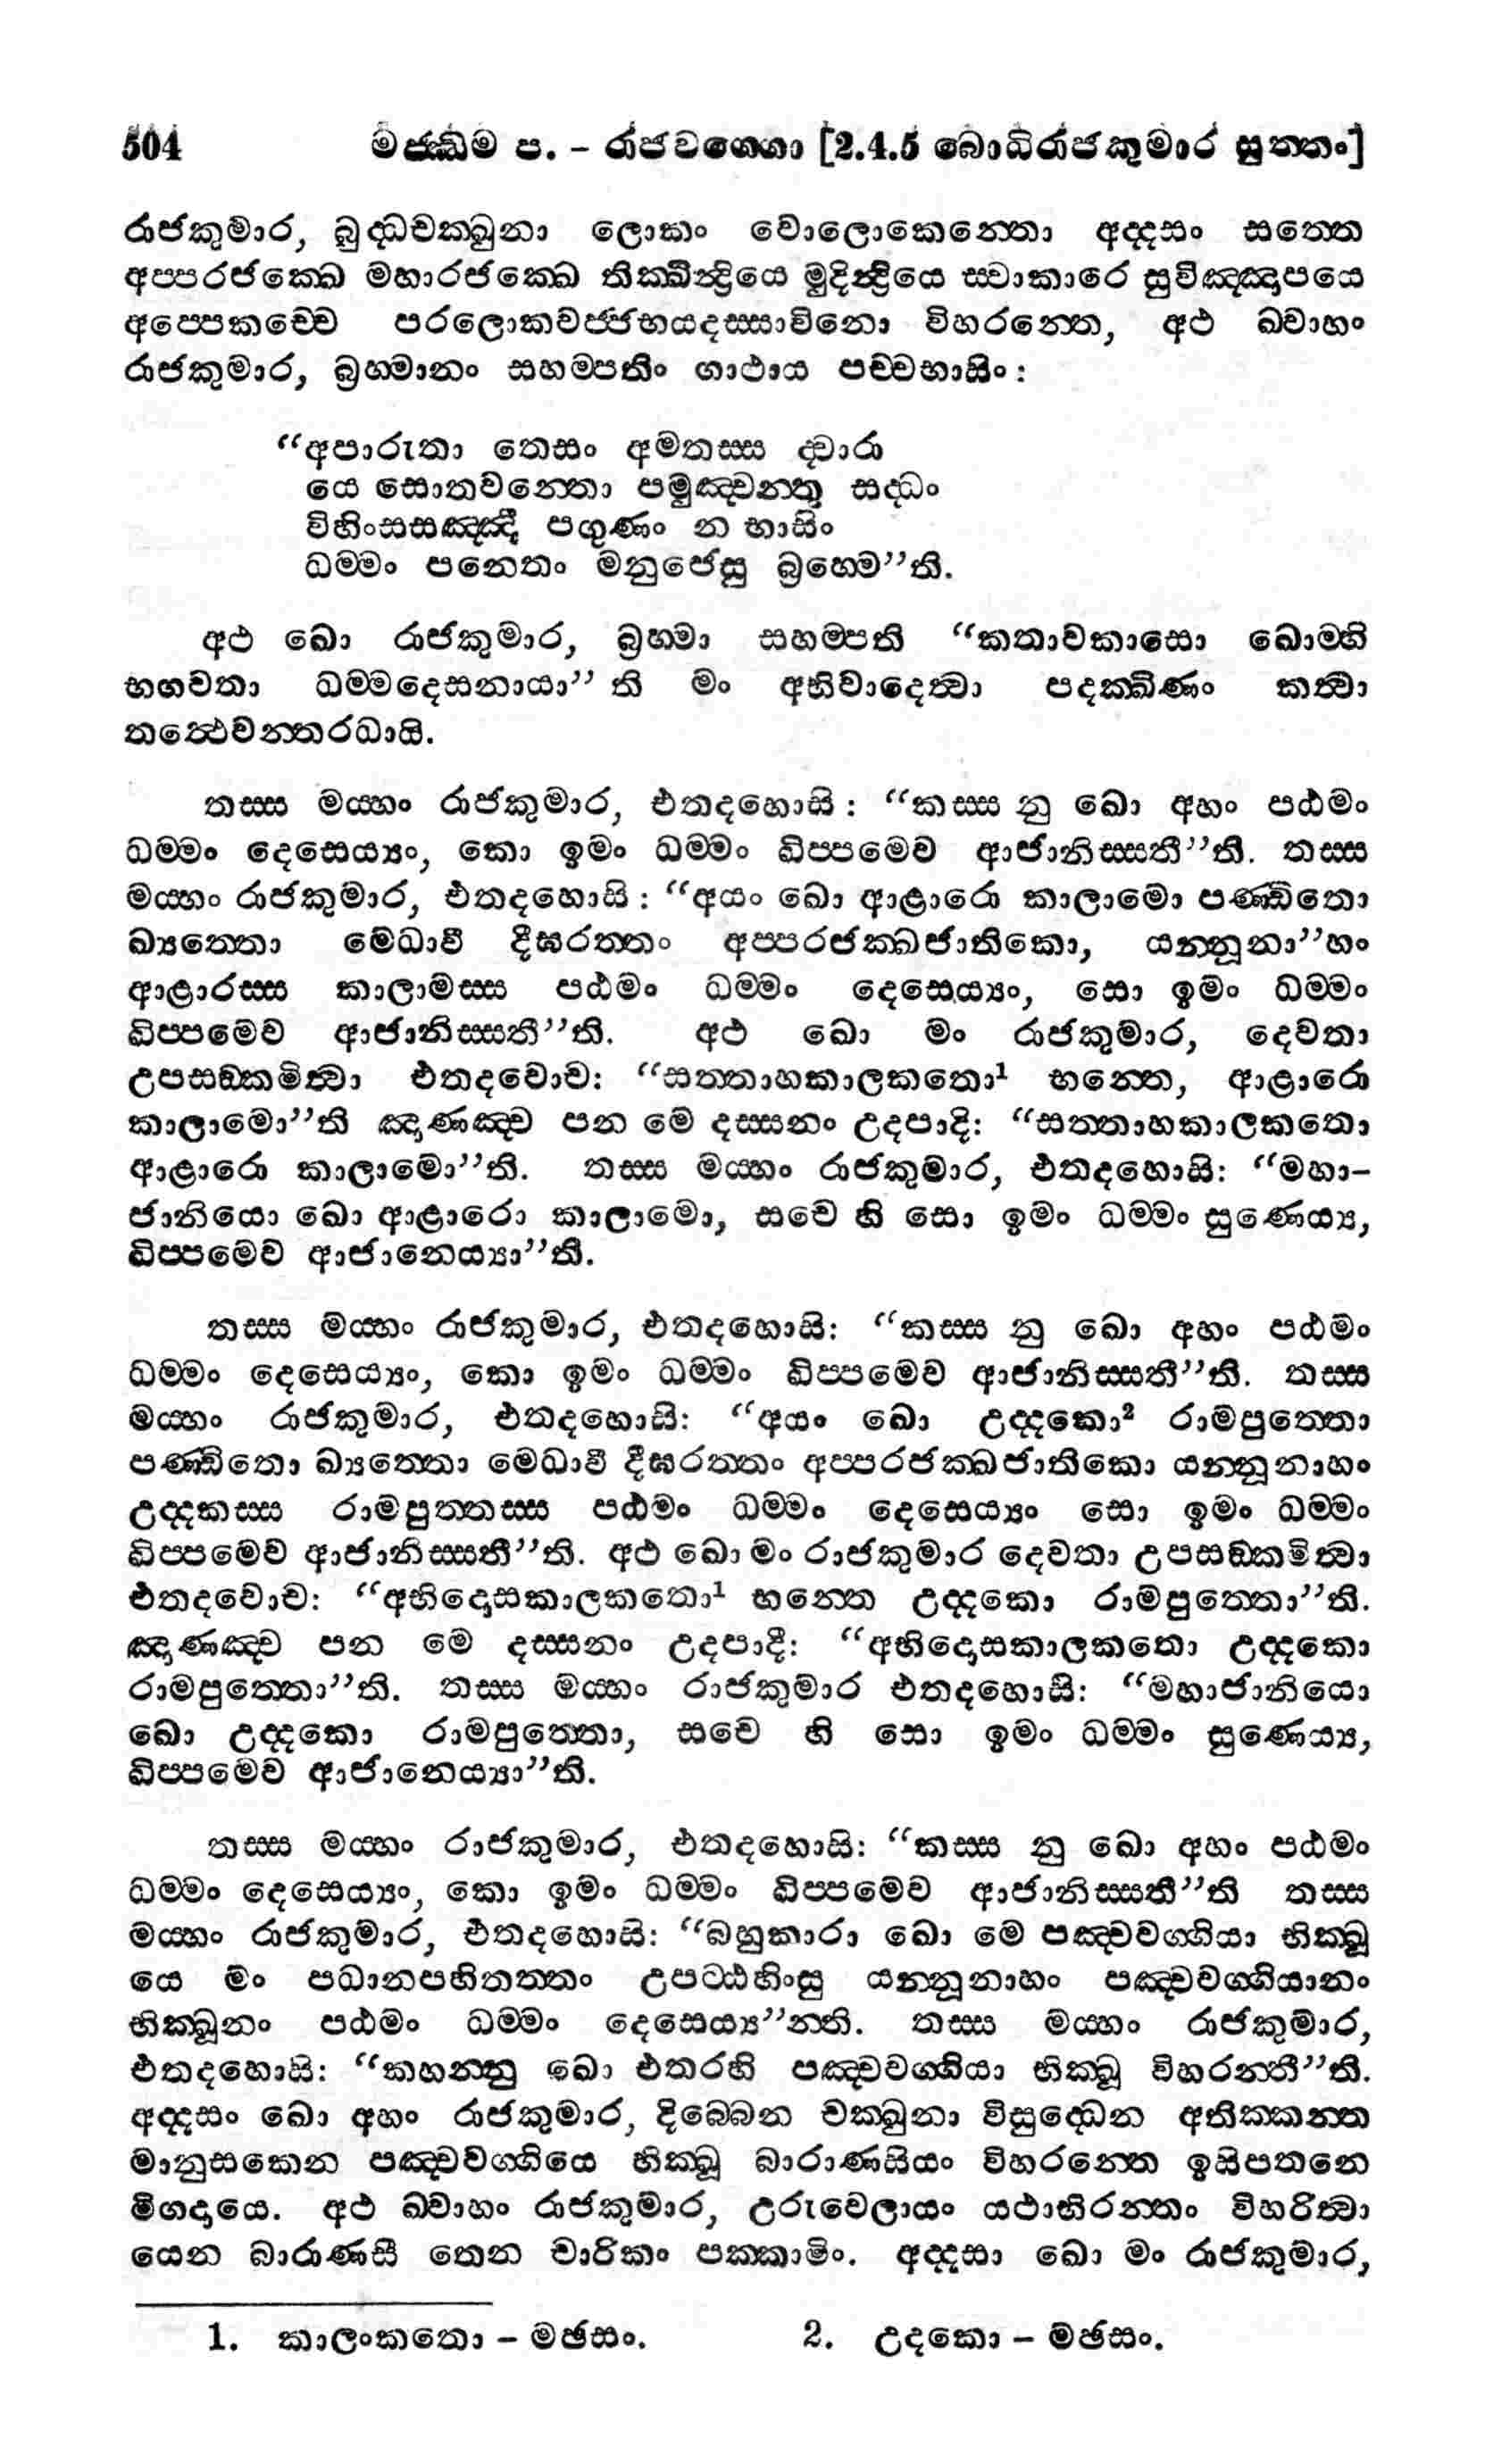 504 මජ්ඣිම ප. – රාජවග්ගො [2.4.5 බොධිරාජකුමාර සුත්තං]
රාජකුමාර, බුද්ධචක්ඛුනා ලොකං වොලොකෙන්තො අද්දසං සත්තෙ
අප්පරජක්ඛෙ මහාරජක්ඛෙ තික්ඛින්ද්‍රියෙ මුදින්ද්‍රියෙ ස්වාකාරෙ සුවිඤ්ඤාපයෙ
අප්පෙකච්චෙ පරලොකවජ්ජභයදස්සාවිනො විහරන්තෙ, අථ ඛ්වාහං
රාජකුමාර, බ්‍රහ්මානං සහම්පතිං ගාථාය පච්චභාසිං:
“අපාරුතා තෙසං අමතස්ස ද්වාරා
යෙ සොතවන්තො පමුඤ්චන්තු සද්ධං
විහිංසසඤ්ඤී පගුණං න භාසිං
ධම්මං පනෙතං මනුජෙසු බ්‍රහ්මෙ”ති.
අථ ඛො රාජකුමාර, බ්‍රහ්මා සහම්පති “කතාවකාසො ඛොම්හි
භගවතා ධම්මදෙසනායා” ති මං අභිවාදෙත්වා පදක්ඛිණං කත්වා
තත්ථෙවන්තරධායි.
තස්ස මය්හං රාජකුමාර, එතදහොසි: “කස්ස නු ඛො අහං පඨමං
ධම්මං දෙසෙය්‍යං, කො ඉමං ධම්මං ඛිප්පමෙව ආජානිස්සතී”ති. තස්ස
මය්හං රාජකුමාර, එතදහොසි: “අයං ඛො ආළාරො කාලාමො පණ්ඩිතො
ඛ්‍යත්තො මෙධාවී දීඝරත්තං අප්පරජක්ඛජාතිකො, යන්නූනා”හං
ආළාරස්ස කාලාමස්ස පඨමං ධම්මං දෙසෙය්‍යං, සො ඉමං ධම්මං
ඛිප්පමෙව ආජානිස්සතී”ති. අථ ඛො මං රාජකුමාර, දෙවතා
උපසඞ්කමිත්වා එතදවොච: “සත්තාහකාලකතො¹ භන්තෙ, ආළාරො
කාලාමො”ති ඤාණඤ්ච පන මෙ දස්සනං උදපාදි: “සත්තාහකාලකතො
ආළාරො කාලාමො”ති. තස්ස මය්හං රාජකුමාර, එතදහොසි: “මහා–
ජානියො ඛො ආළාරො කාලාමො, සචෙ හි සො ඉමං ධම්මං සුණෙය්‍ය,
ඛිප්පමෙව ආජානෙය්‍යා”ති.
තස්ස මය්හං රාජකුමාර, එතදහොසි: “කස්ස නු ඛො අහං පඨමං
ධම්මං දෙසෙය්‍යං, කො ඉමං ධම්මං ඛිප්පමෙව ආජානිස්සතී”ති. තස්ස
මය්හං රාජකුමාර, එතදහොසි: “අයං ඛො උද්දකො² රාමපුත්තො
පණ්ඩිතො ඛ්‍යත්තො මෙධාවී දීඝරත්තං අප්පරජක්ඛජාතිකො යන්නූනාහං
උද්දකස්ස රාමපුත්තස්ස පඨමං ධම්මං දෙසෙය්‍යං සො ඉමං ධම්මං
ඛිප්පමෙව ආජානිස්සතී”ති. අථ ඛො මං රාජකුමාර දෙවතා උපසඞ්කමිත්වා
එතදවොච: “අභිදොසකාලකතො¹ භන්තෙ උද්දකො රාමපුත්තො”ති.
ඤාණඤ්ච පන මෙ දස්සනං උදපාදි: “අභිදොසකාලකතො උද්දකො
රාමපුත්තො”ති. තස්ස මය්හං රාජකුමාර එතදහොසි: “මහාජානියො
ඛො උද්දකො රාමපුත්තො, සචෙ හි සො ඉමං ධම්මං සුණෙය්‍ය,
ඛිප්පමෙව ආජානෙය්‍යා”ති.
තස්ස මය්හං රාජකුමාර, එතදහොසි: “කස්ස නු ඛො අහං පඨමං
ධම්මං දෙසෙය්‍යං, කො ඉමං ධම්මං ඛිප්පමෙව ආජානිස්සතී”ති තස්ස
මය්හං රාජකුමාර, එතදහොසි: “බහුකාරා ඛො මෙ පඤ්චවග්ගියා භික්ඛූ
යෙ මං පධානපහිතත්තං උපට්ඨහිංසු යන්නූනාහං පඤ්චවග්ගියානං
භික්ඛූනං පඨමං ධම්මං දෙසෙය්‍ය”න්ති. තස්ස මය්හං රාජකුමාර,
එතදහොසි: “කහන්නු ඛො එතරහි පඤ්චවග්ගියා භික්ඛූ විහරන්තී”ති.
අද්දසං ඛො අහං රාජකුමාර, දිබ්බෙන චක්ඛුනා විසුද්ධෙන අතික්කන්ත
මානුසකෙන පඤ්චවග්ගියෙ භික්ඛූ බාරාණසියං විහරන්තෙ ඉසිපතනෙ
මිගදායෙ. අථ ඛ්වාහං රාජකුමාර, උරුවෙලායං යථාභිරන්තං විහරිත්වා
යෙන බාරාණසී තෙන චාරිකං පක්කාමිං. අද්දසා ඛො මං රාජකුමාර,
1. කාලංකතො – මඡසං. 2. උදකො – මඡසං.